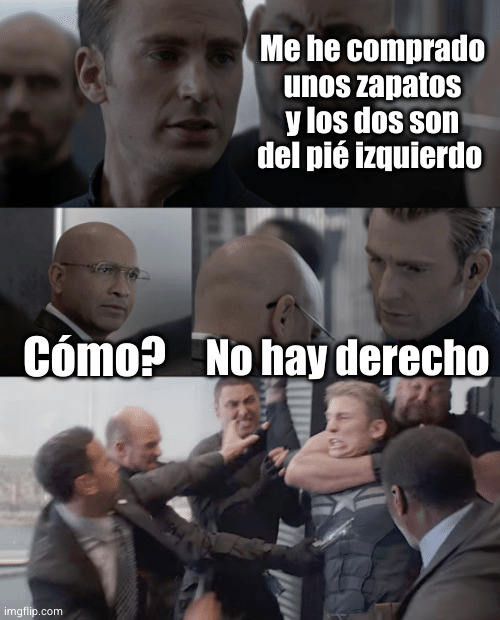 Me he comprado
unos zapatos
y los dos son
del pié izquierdo
Cómo?
No hay derecho
imgflip.com